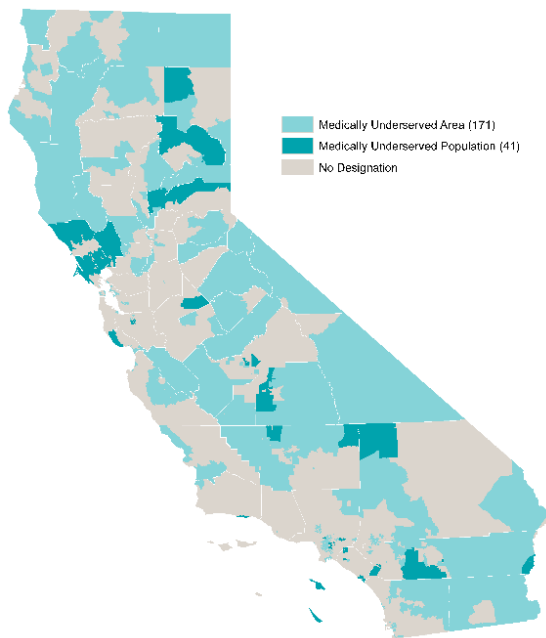 Medically Underserved Area (171)
Medically Underserved Population (41)
No Designation